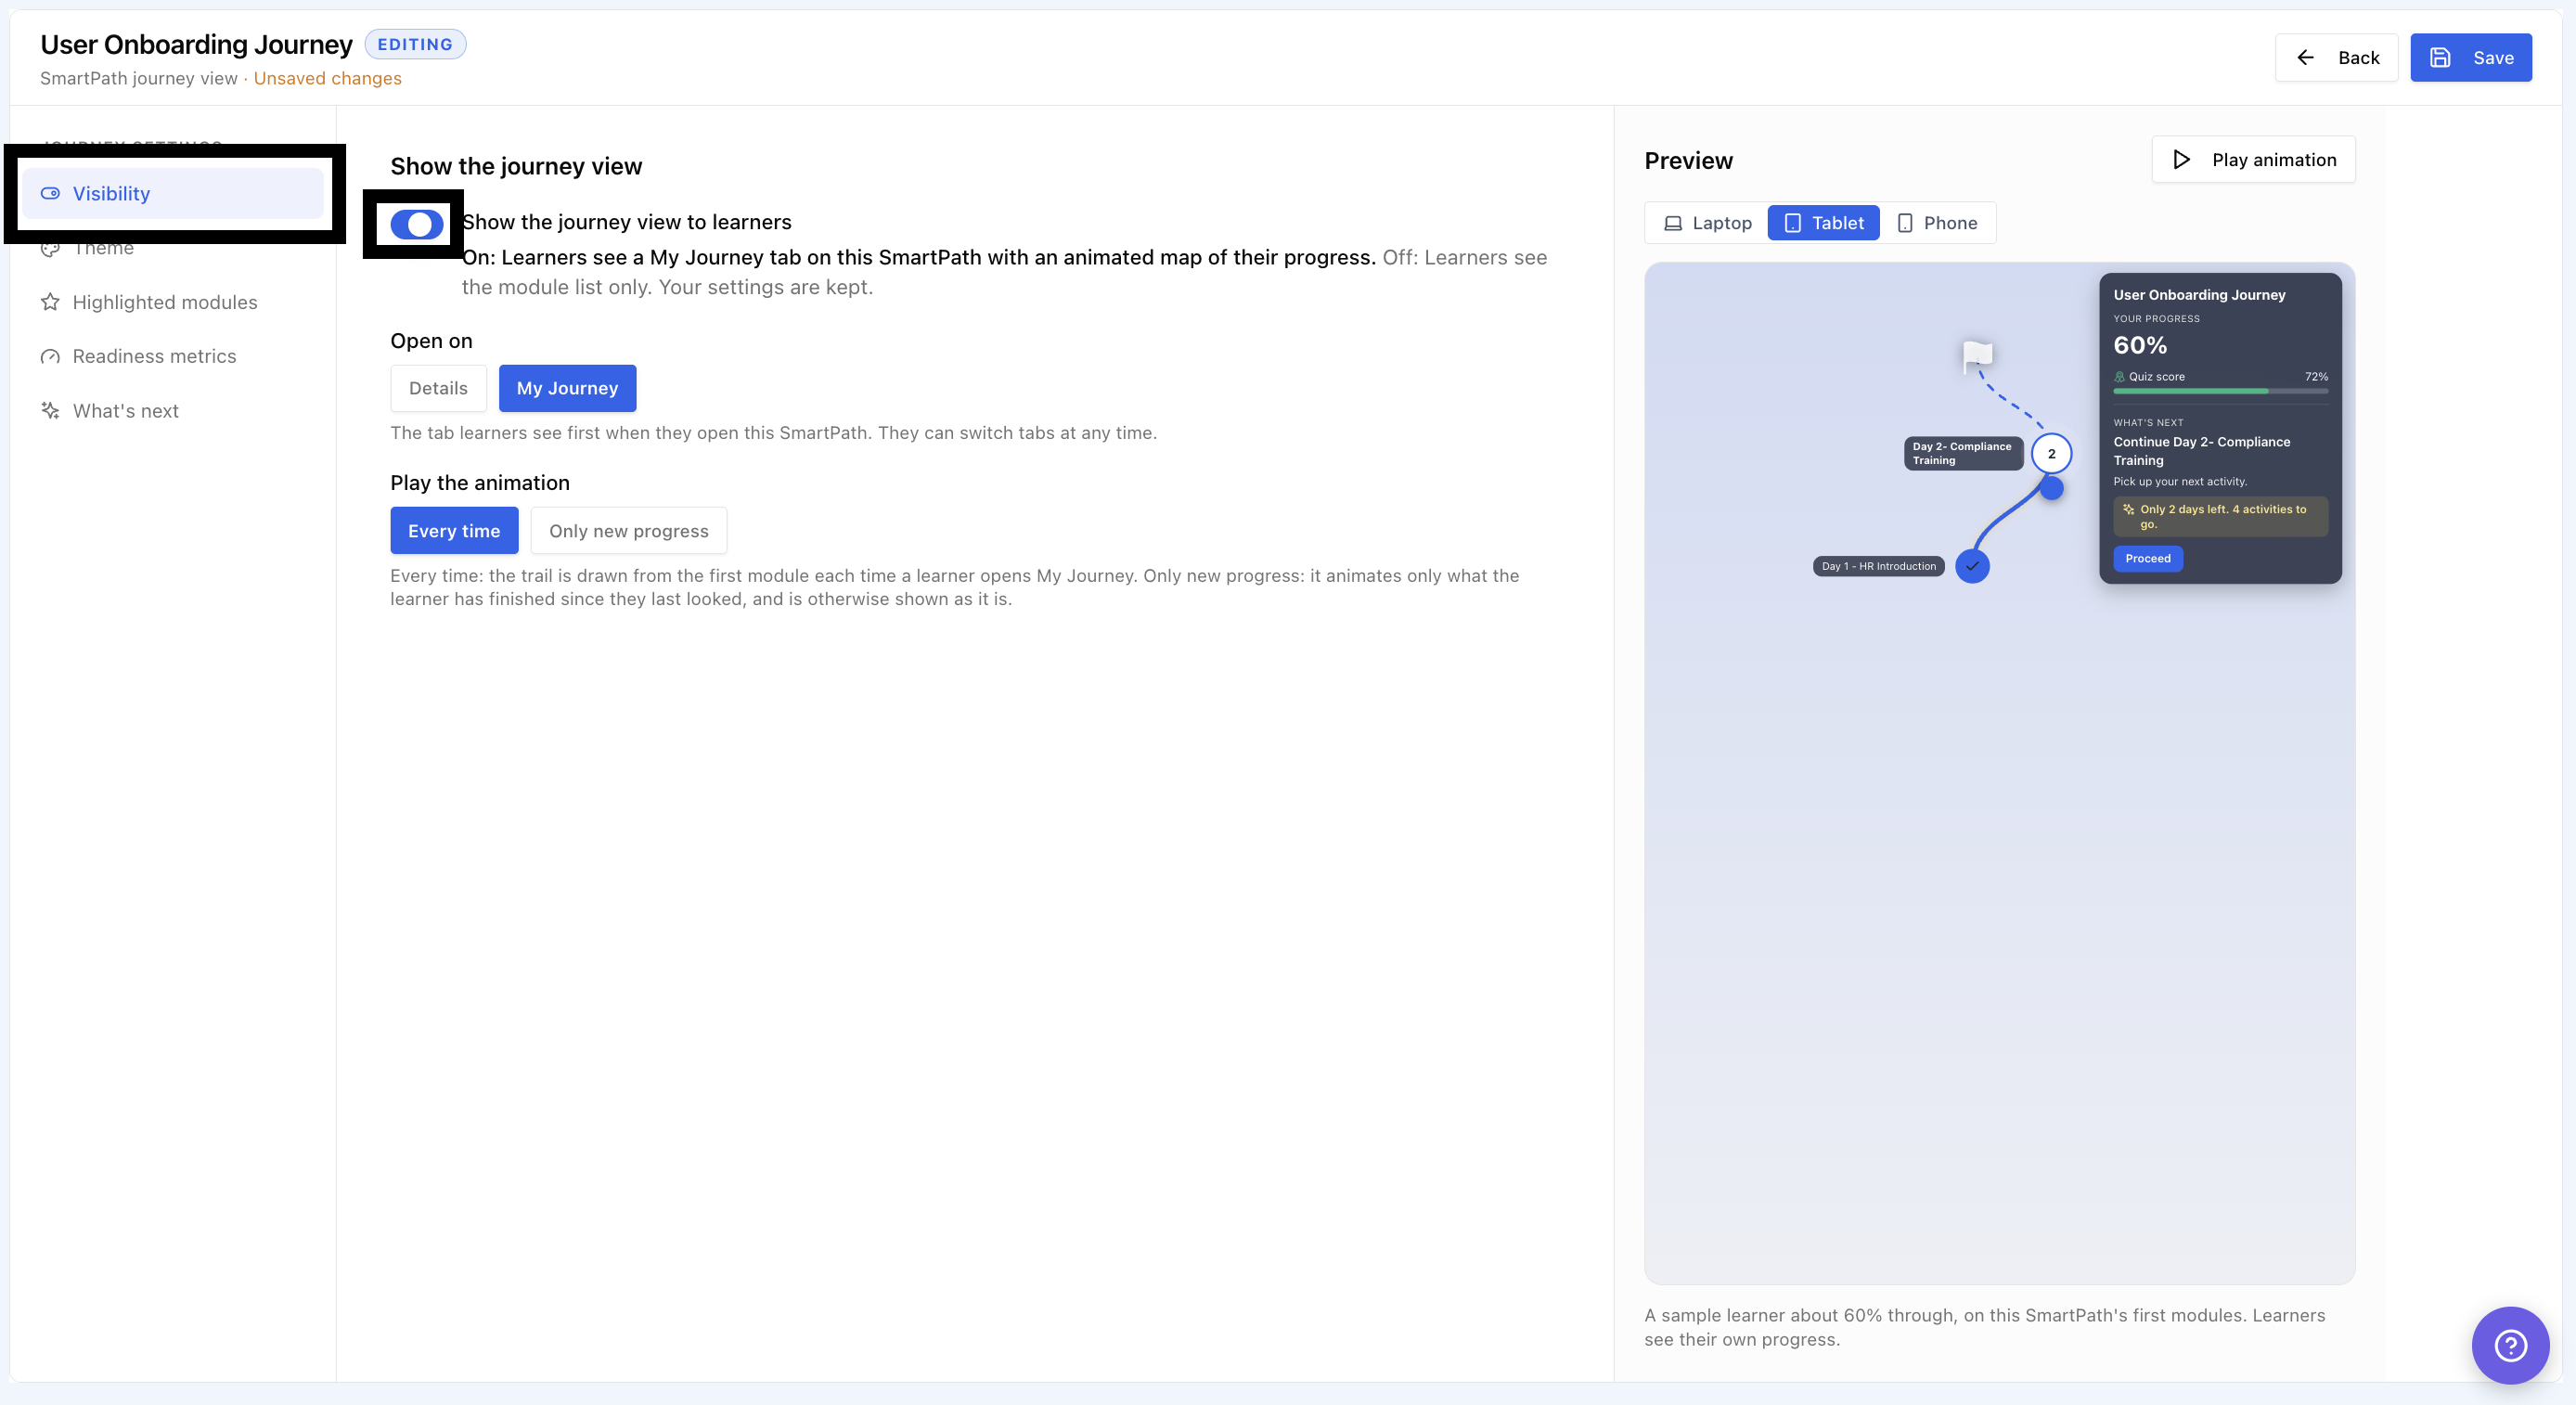 User Onboarding Journey
EDITING
SmartPath journey view · Unsaved changes
Back
Save
JOURNEY SETTINGS
Visibility
Theme
Highlighted modules
Readiness metrics
What's next
Show the journey view
Show the journey view to learners
On: Learners see a My Journey tab on this SmartPath with an animated map of their progress. Off: Learners see
the module list only. Your settings are kept.
Open on
Details
My Journey
The tab learners see first when they open this SmartPath. They can switch tabs at any time.
Play the animation
Every time
Only new progress
Every time: the trail is drawn from the first module each time a learner opens My Journey. Only new progress: it animates only what the
learner has finished since they last looked, and is otherwise shown as it is.
Preview
Play animation
Laptop
Tablet
Phone
Day 2- Compliance
Training
2
Day 1 - HR Introduction
User Onboarding Journey
YOUR PROGRESS
60%
Quiz score 72%
WHAT'S NEXT
Continue Day 2- Compliance
Training
Pick up your next activity.
Only 2 days left. 4 activities to
go.
Proceed
A sample learner about 60% through, on this SmartPath's first modules. Learners
see their own progress.